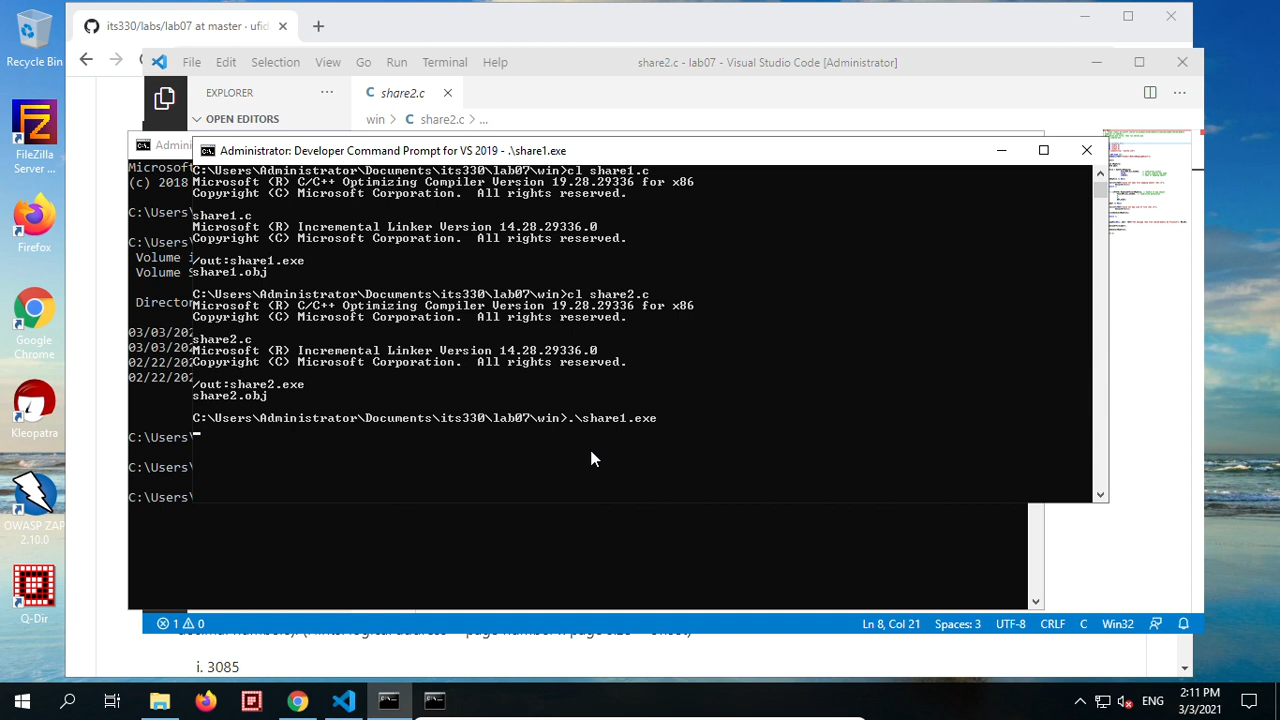 Recycle Bin
FileZilla
Server ...
Firefox
Google
Chrome
Kleopatra
OWASP ZAP
2.10.0
Q-Dir
its330/labs/lab07 at master · ufid
File Edit Selection View Go Run Terminal Help
share2.c - lab07 - Visual Studio Code [Administrator]
EXPLORER
C share2.c
OPEN EDITORS
win > C share2.c > ...
Admini
Microsoft
(c) 2018
C:\Users\
C:\Users\
Volume i
Volume S
Director
03/03/202
03/03/202
02/22/202
02/22/202
C:\Users\
C:\Users\
C:\Users\
Administrator: Developer Command Prompt for VS 2019 - .\share1.exe
C:\Users\Administrator\Documents\its330\lab07\win>cl share1.c
Microsoft (R) C/C++ Optimizing Compiler Version 19.28.29336 for x86
Copyright (C) Microsoft Corporation. All rights reserved.
share1.c
Microsoft (R) Incremental Linker Version 14.28.29336.0
Copyright (C) Microsoft Corporation. All rights reserved.
/out:share1.exe
share1.obj
C:\Users\Administrator\Documents\its330\lab07\win>cl share2.c
Microsoft (R) C/C++ Optimizing Compiler Version 19.28.29336 for x86
Copyright (C) Microsoft Corporation. All rights reserved.
share2.c
Microsoft (R) Incremental Linker Version 14.28.29336.0
Copyright (C) Microsoft Corporation. All rights reserved.
/out:share2.exe
share2.obj
C:\Users\Administrator\Documents\its330\lab07\win>.\share1.exe
1 0
Ln 8, Col 21 Spaces: 3 UTF-8 CRLF C Win32
i. 3085
ENG
2:11 PM
3/3/2021